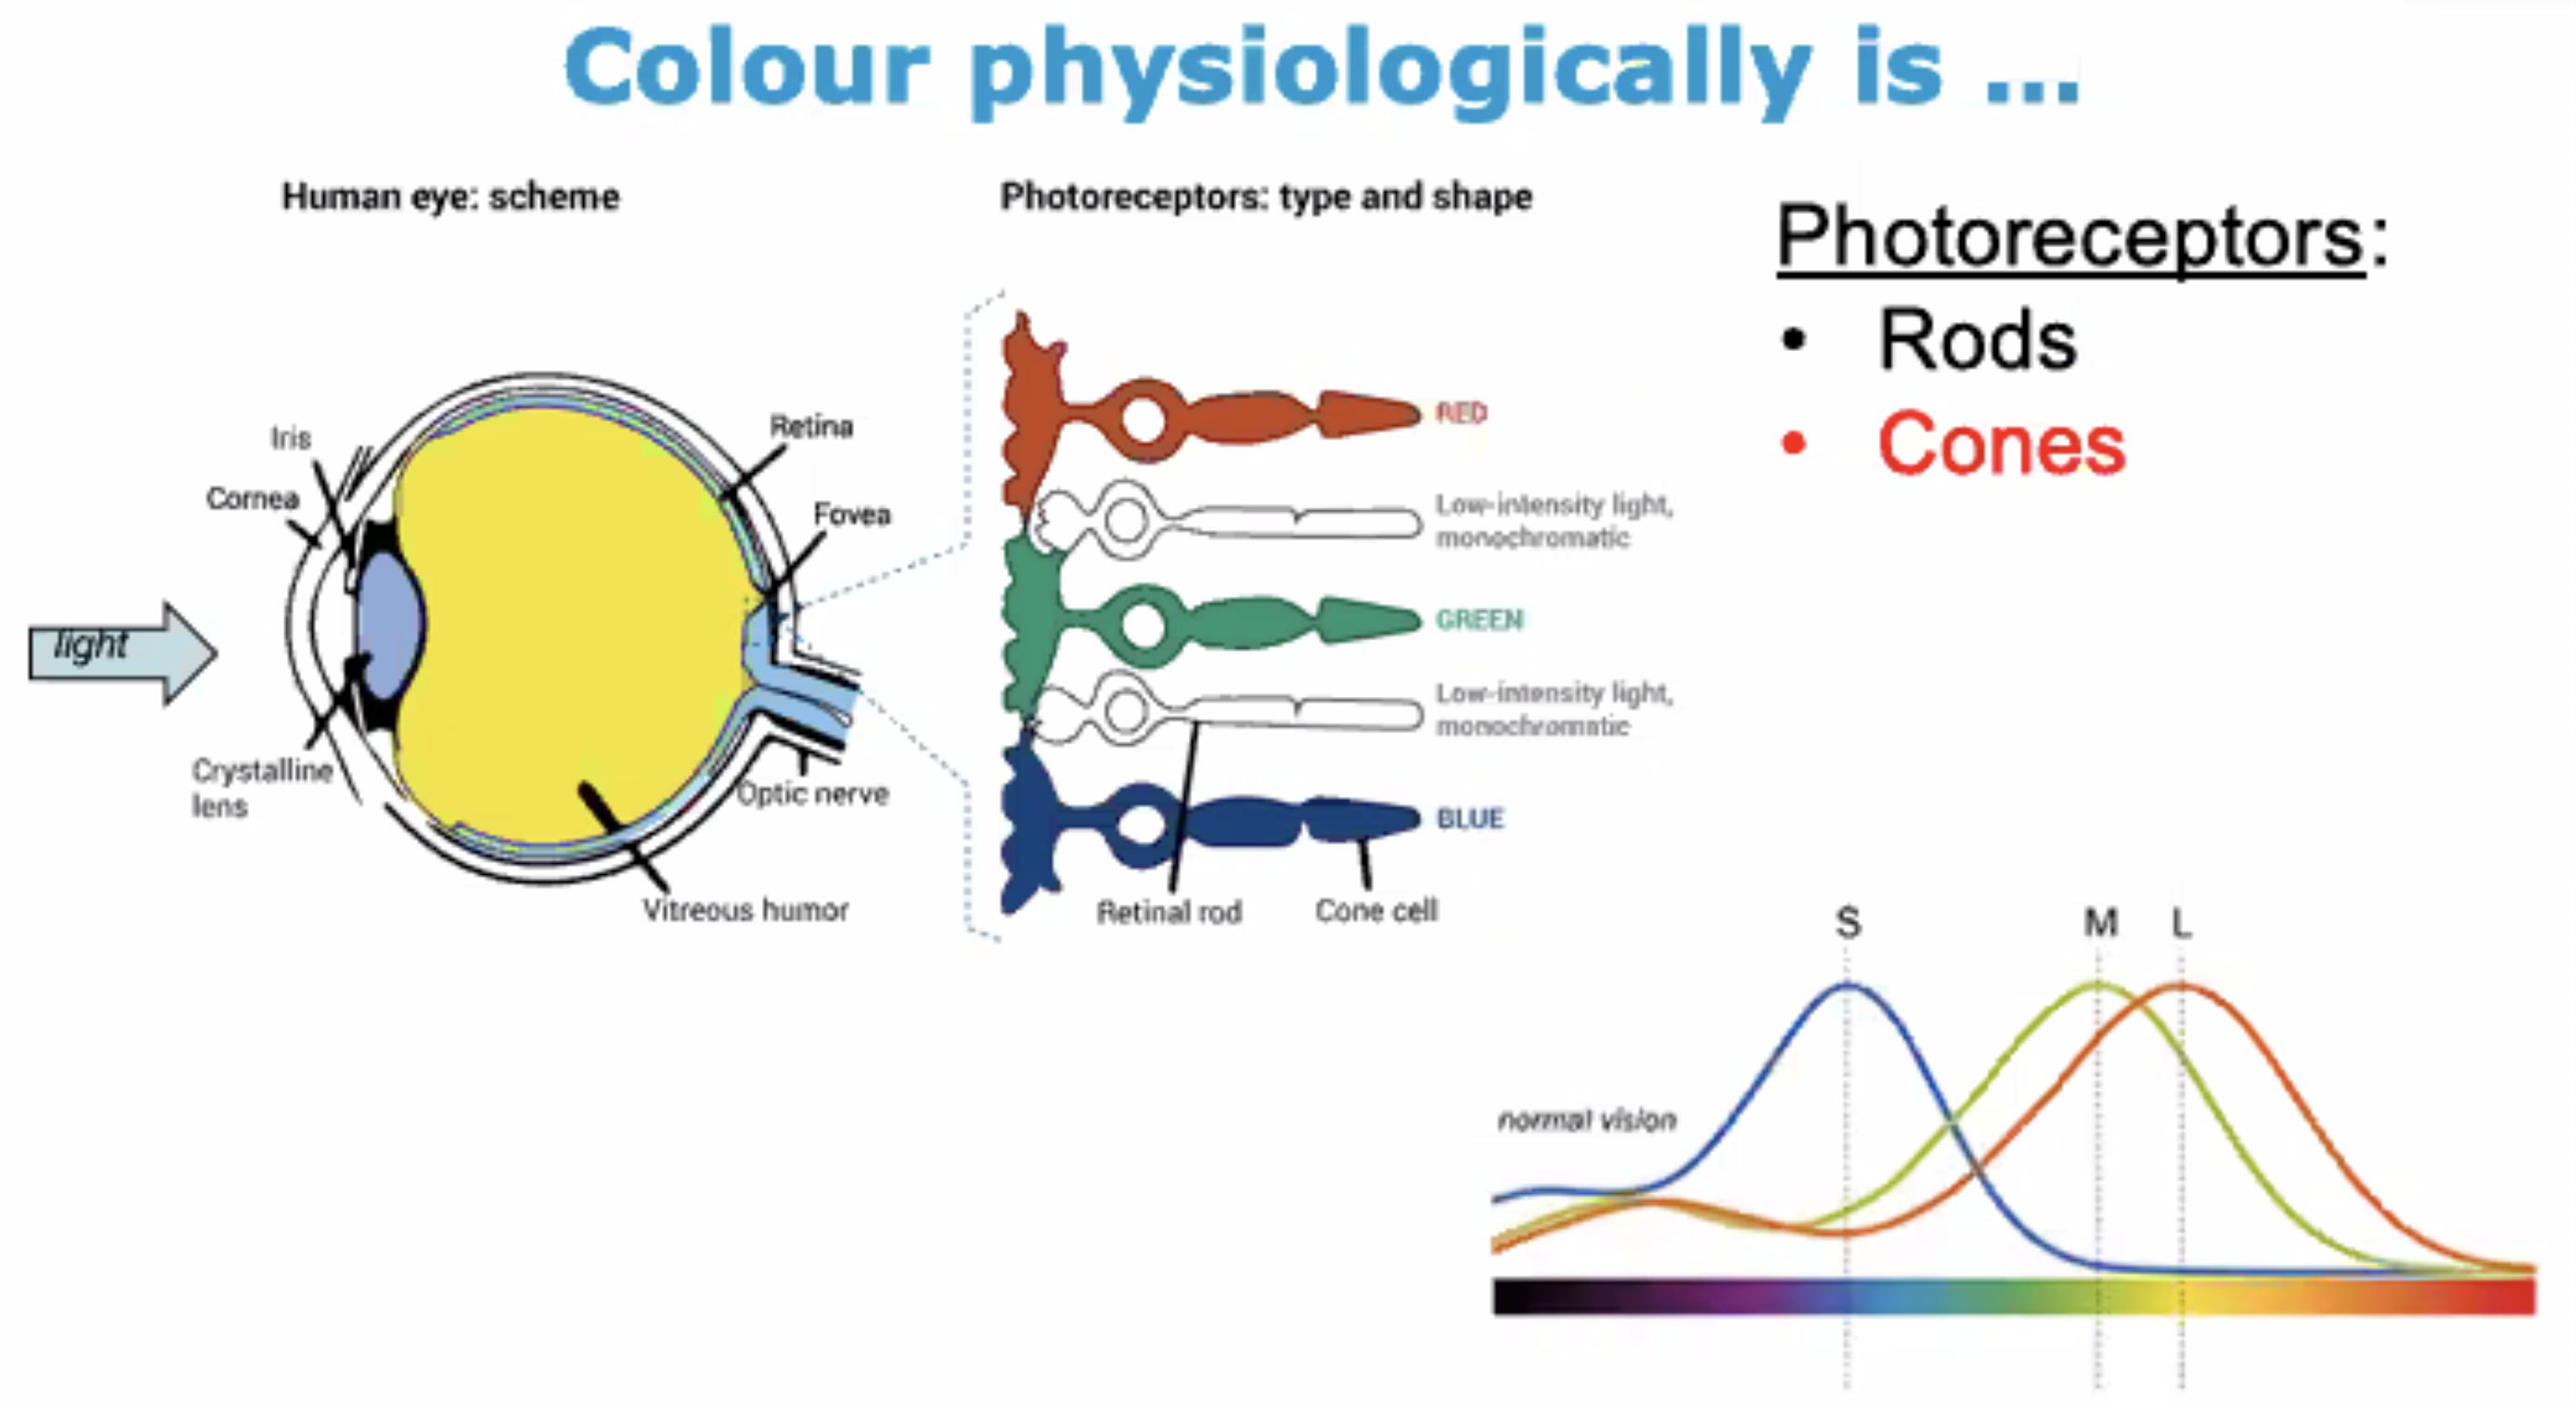 Colour physiologically is ...
Human eye: scheme
Photoreceptors: type and shape
Photoreceptors:
• Rods
• Cones
light
Iris
Cornea
Crystalline
lens
Retina
Fovea
Optic nerve
Vitreous humor
RED
Low-intensity light,
monochromatic
GREEN
Low-intensity light,
monochromatic
BLUE
Retinal rod
Cone cell
S
M
L
normal vision